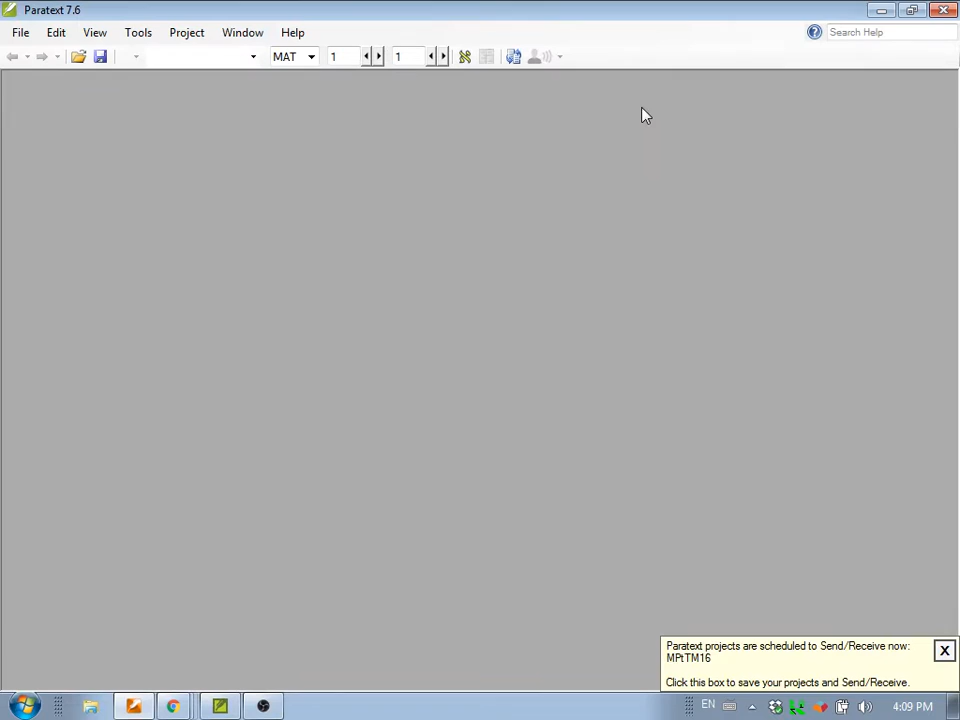 Paratext 7.6
File Edit View Tools Project Window Help
Search Help
MAT 1 1
Paratext projects are scheduled to Send/Receive now:
MPtTM16
Click this box to save your projects and Send/Receive.
X
EN
4:09 PM